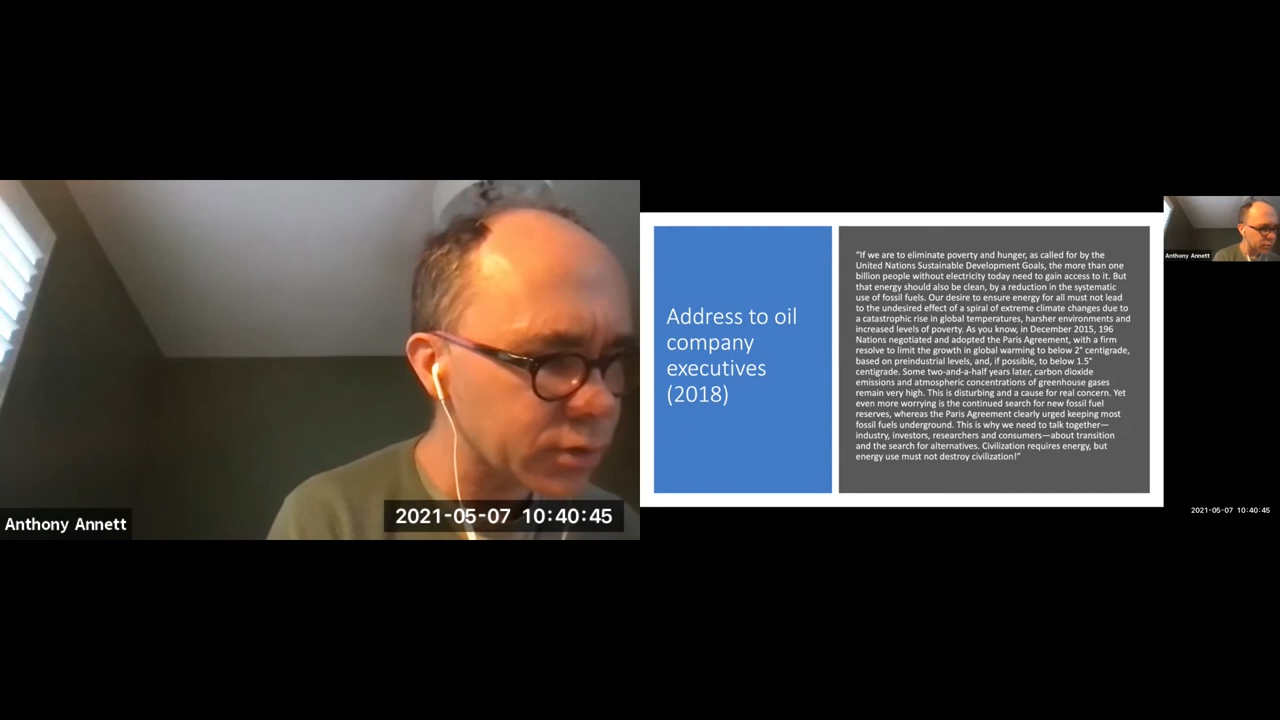 Anthony Annett
2021-05-07 10:40:45
Address to oil
company
executives
(2018)
"If we are to eliminate poverty and hunger, as called for by the
United Nations Sustainable Development Goals, the more than one
billion people without electricity today need to gain access to it. But
that energy should also be clean, by a reduction in the systematic
use of fossil fuels. Our desire to ensure energy for all must not lead
to the undesired effect of a spiral of extreme climate changes due to
a catastrophic rise in global temperatures, harsher environments and
increased levels of poverty. As you know, in December 2015, 196
Nations negotiated and adopted the Paris Agreement, with a firm
resolve to limit the growth in global warming to below 2° centigrade,
based on preindustrial levels, and, if possible, to below 1.5°
centigrade. Some two-and-a-half years later, carbon dioxide
emissions and atmospheric concentrations of greenhouse gases
remain very high. This is disturbing and a cause for real concern. Yet
even more worrying is the continued search for new fossil fuel
reserves, whereas the Paris Agreement clearly urged keeping most
fossil fuels underground. This is why we need to talk together—
industry, investors, researchers and consumers—about transition
and the search for alternatives. Civilization requires energy, but
energy use must not destroy civilization!"
Anthony Annett
2021-05-07 10:40:45